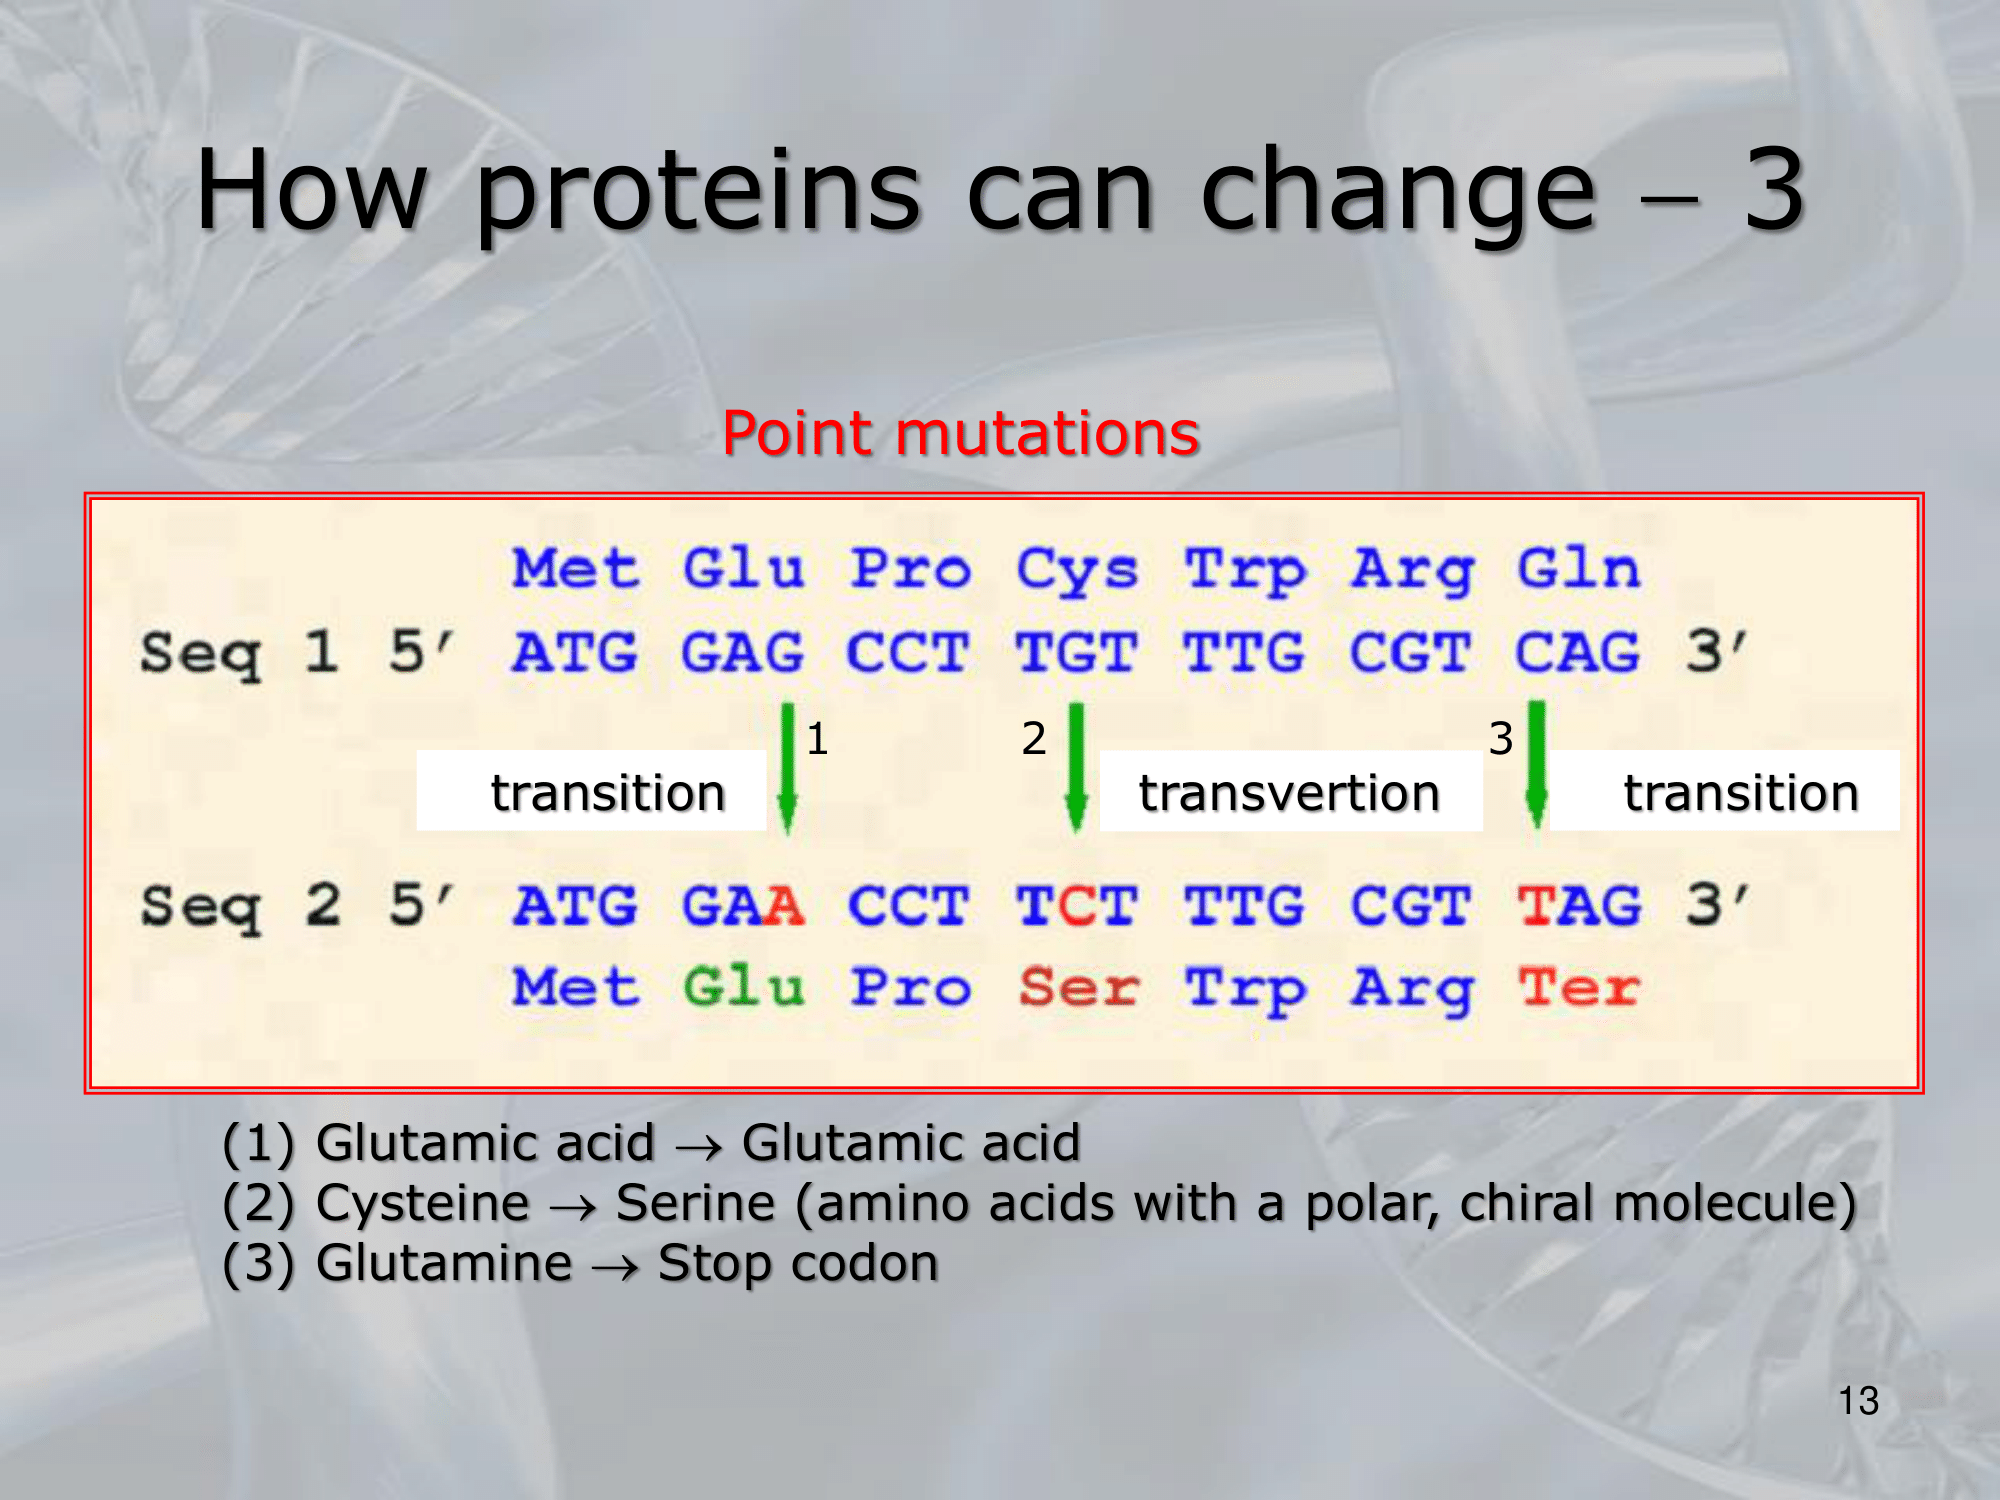 How proteins can change – 3
Point mutations
Met Glu Pro Cys Trp Arg Gln
Seq 1 5’ ATG GAG CCT TGT TTG CGT CAG 3’
1 2 3
transition transvertion transition
Seq 2 5’ ATG GAA CCT TCT TTG CGT TAG 3’
Met Glu Pro Ser Trp Arg Ter
(1) Glutamic acid → Glutamic acid
(2) Cysteine → Serine (amino acids with a polar, chiral molecule)
(3) Glutamine → Stop codon
13